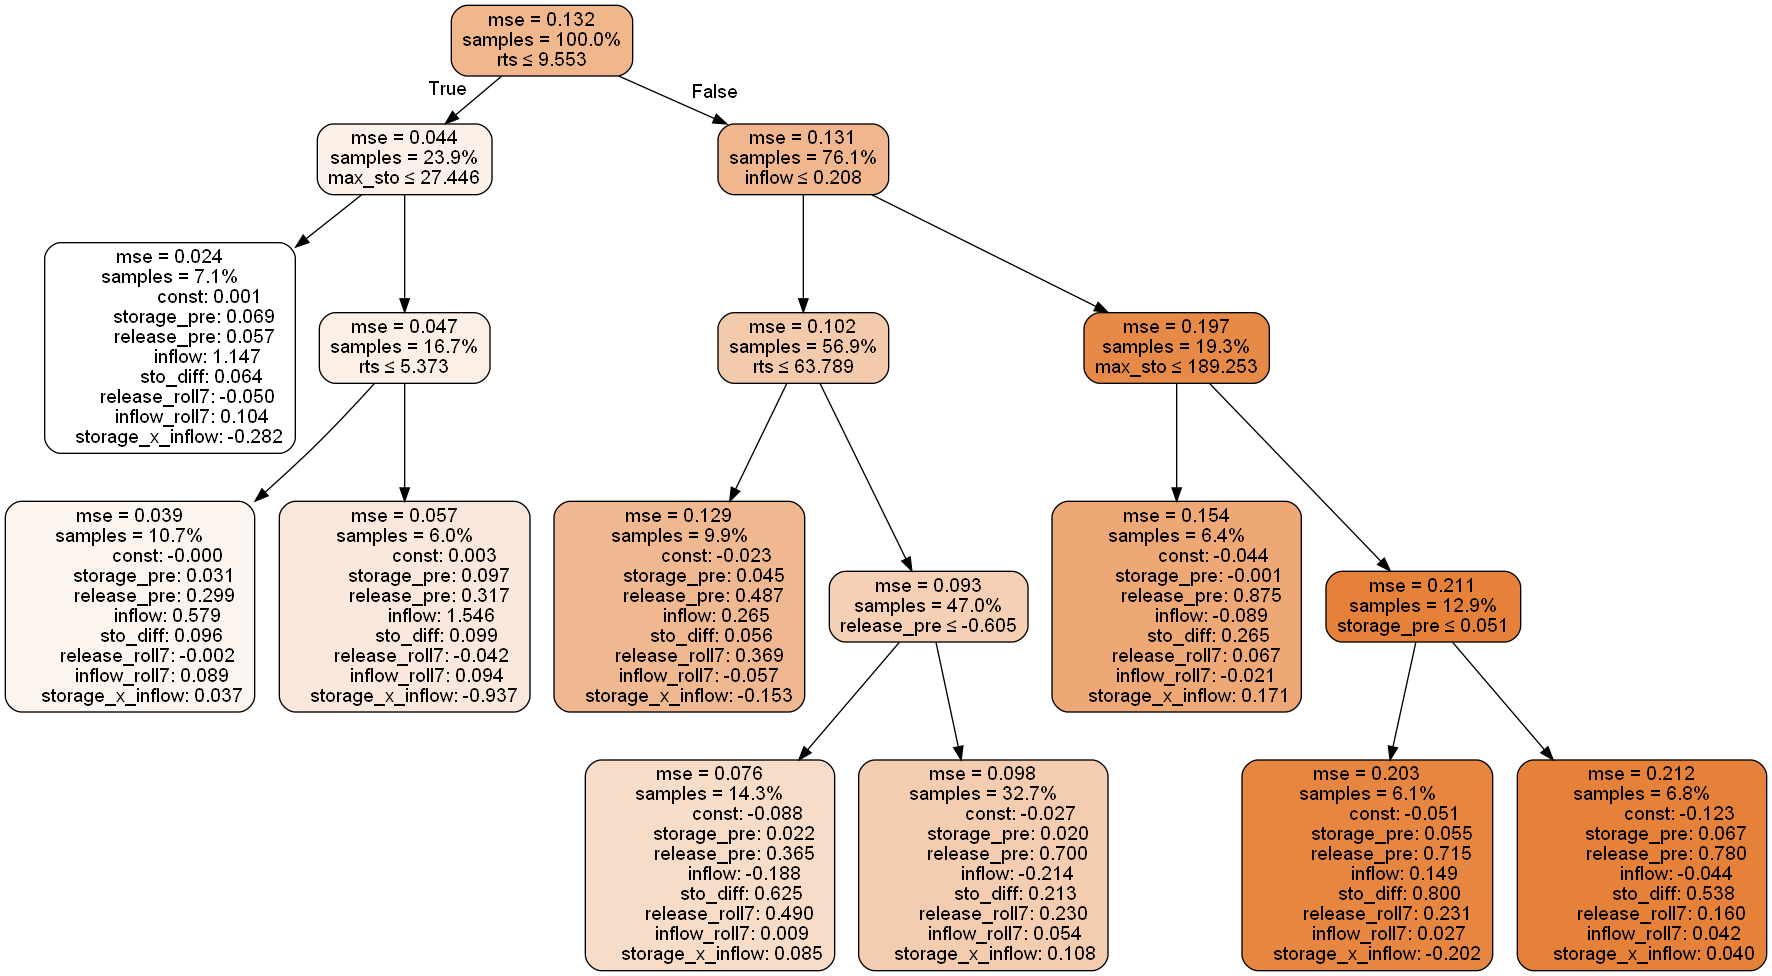 mse = 0.132
samples = 100.0%
rts ≤ 9.553
True
False
mse = 0.044
samples = 23.9%
max_sto ≤ 27.446
mse = 0.131
samples = 76.1%
inflow ≤ 0.208
mse = 0.024
samples = 7.1%
const: 0.001
storage_pre: 0.069
release_pre: 0.057
inflow: 1.147
sto_diff: 0.064
release_roll7: -0.050
inflow_roll7: 0.104
storage_x_inflow: -0.282
mse = 0.047
samples = 16.7%
rts ≤ 5.373
mse = 0.102
samples = 56.9%
rts ≤ 63.789
mse = 0.197
samples = 19.3%
max_sto ≤ 189.253
mse = 0.039
samples = 10.7%
const: -0.000
storage_pre: 0.031
release_pre: 0.299
inflow: 0.579
sto_diff: 0.096
release_roll7: -0.002
inflow_roll7: 0.089
storage_x_inflow: 0.037
mse = 0.057
samples = 6.0%
const: 0.003
storage_pre: 0.097
release_pre: 0.317
inflow: 1.546
sto_diff: 0.099
release_roll7: -0.042
inflow_roll7: 0.094
storage_x_inflow: -0.937
mse = 0.129
samples = 9.9%
const: -0.023
storage_pre: 0.045
release_pre: 0.487
inflow: 0.265
sto_diff: 0.056
release_roll7: 0.369
inflow_roll7: -0.057
storage_x_inflow: -0.153
mse = 0.093
samples = 47.0%
release_pre ≤ -0.605
mse = 0.154
samples = 6.4%
const: -0.044
storage_pre: -0.001
release_pre: 0.875
inflow: -0.089
sto_diff: 0.265
release_roll7: 0.067
inflow_roll7: -0.021
storage_x_inflow: 0.171
mse = 0.211
samples = 12.9%
storage_pre ≤ 0.051
mse = 0.076
samples = 14.3%
const: -0.088
storage_pre: 0.022
release_pre: 0.365
inflow: -0.188
sto_diff: 0.625
release_roll7: 0.490
inflow_roll7: 0.009
storage_x_inflow: 0.085
mse = 0.098
samples = 32.7%
const: -0.027
storage_pre: 0.020
release_pre: 0.700
inflow: -0.214
sto_diff: 0.213
release_roll7: 0.230
inflow_roll7: 0.054
storage_x_inflow: 0.108
mse = 0.203
samples = 6.1%
const: -0.051
storage_pre: 0.055
release_pre: 0.715
inflow: 0.149
sto_diff: 0.800
release_roll7: 0.231
inflow_roll7: 0.027
storage_x_inflow: -0.202
mse = 0.212
samples = 6.8%
const: -0.123
storage_pre: 0.067
release_pre: 0.780
inflow: -0.044
sto_diff: 0.538
release_roll7: 0.160
inflow_roll7: 0.042
storage_x_inflow: 0.040